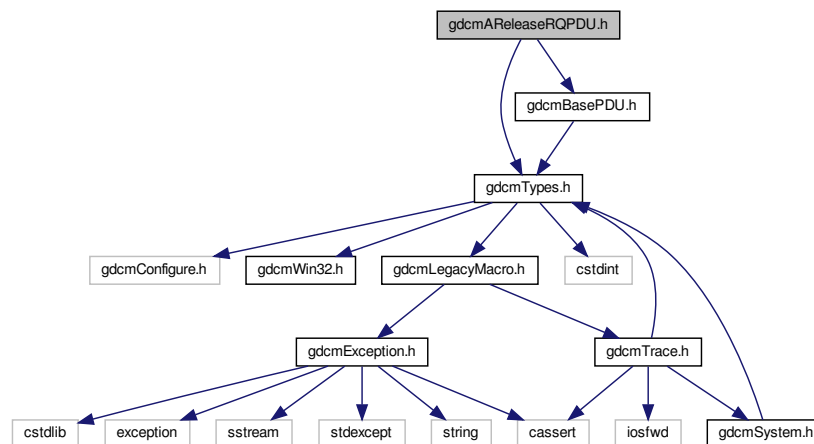 gdcmAReleaseRQPDU.h
gdcmBasePDU.h
gdcmTypes.h
gdcmConfigure.h
gdcmWin32.h
gdcmLegacyMacro.h
cstdint
gdcmException.h
gdcmTrace.h
cstdlib
exception
sstream
stdexcept
string
cassert
iosfwd
gdcmSystem.h